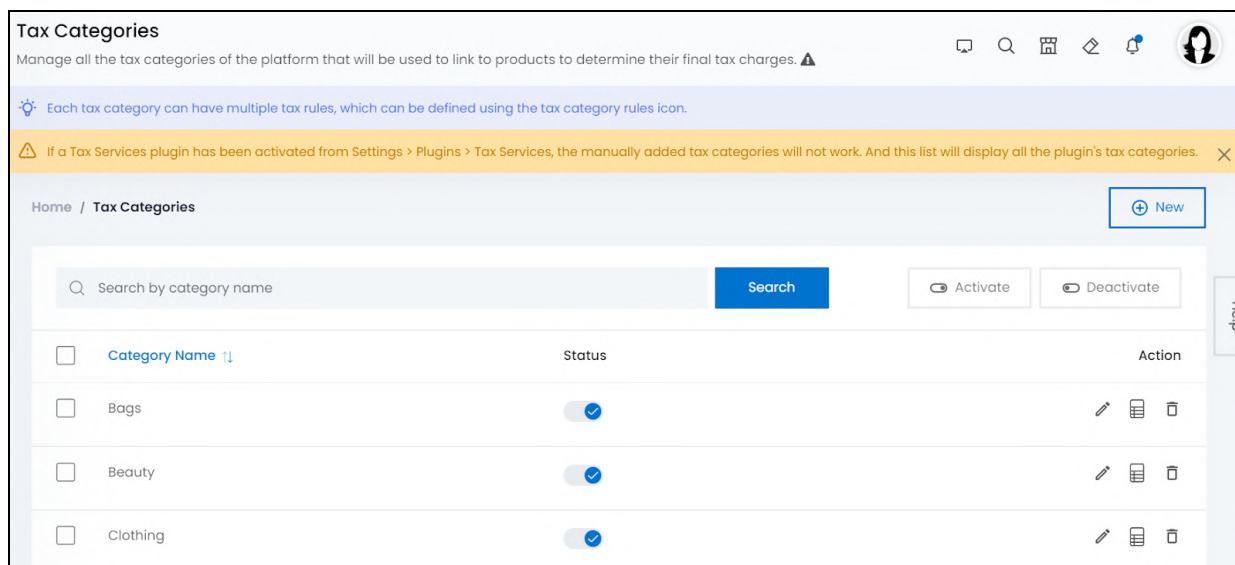 Tax Categories
Manage all the tax categories of the platform that will be used to link to products to determine their final tax charges.
Each tax category can have multiple tax rules, which can be defined using the tax category rules icon.
If a Tax Services plugin has been activated from Settings > Plugins > Tax Services, the manually added tax categories will not work. And this list will display all the plugin's tax categories.
Home / Tax Categories
New
Search by category name
Search
Activate
Deactivate
Category Name
Status
Action
Bags
Beauty
Clothing